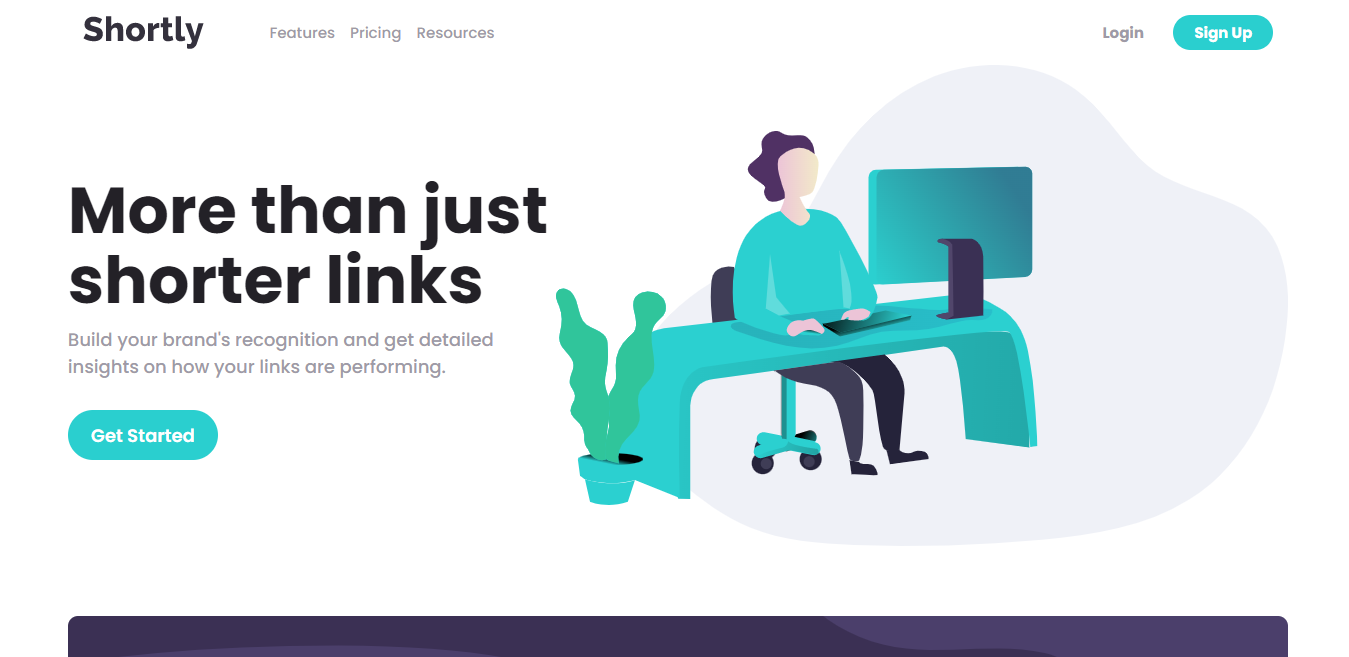 Shortly Features Pricing Resources Login Sign Up
More than just
shorter links
Build your brand's recognition and get detailed
insights on how your links are performing.
Get Started